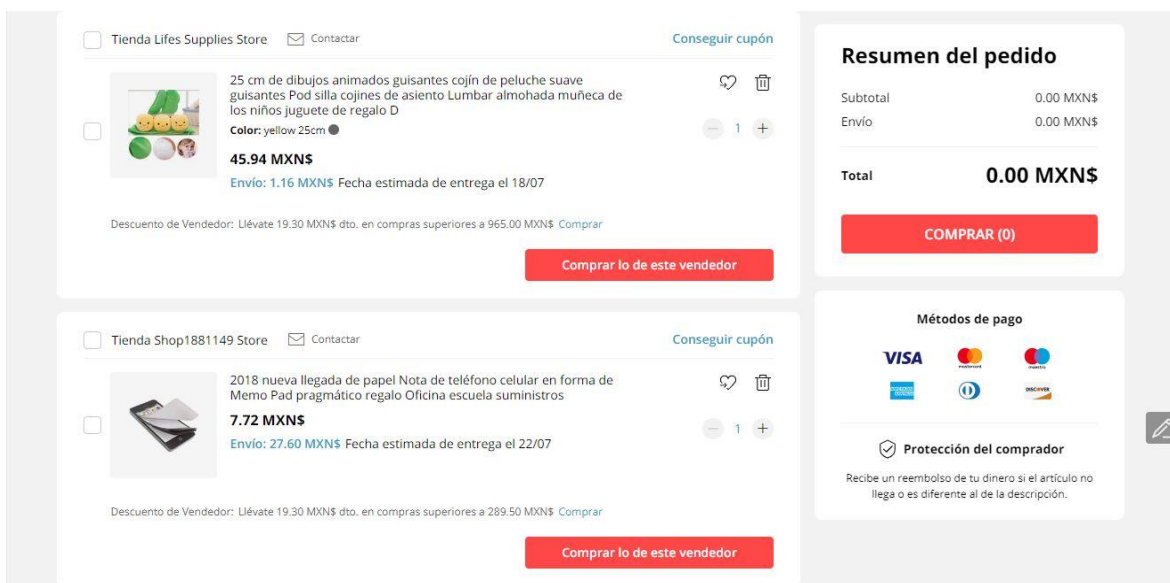 Tienda Lifes Supplies Store Contactar Conseguir cupón
25 cm de dibujos animados guisantes cojín de peluche suave
guisantes Pod silla cojines de asiento Lumbar almohada muñeca de
los niños juguete de regalo D
Color: yellow 25cm
1
45.94 MXN$
Envío: 1.16 MXN$ Fecha estimada de entrega el 18/07
Descuento de Vendedor: Llévate 19.30 MXN$ dto. en compras superiores a 965.00 MXN$ Comprar
Comprar lo de este vendedor
Tienda Shop1881149 Store Contactar Conseguir cupón
2018 nueva llegada de papel Nota de teléfono celular en forma de
Memo Pad pragmático regalo Oficina escuela suministros
7.72 MXN$
1
Envío: 27.60 MXN$ Fecha estimada de entrega el 22/07
Descuento de Vendedor: Llévate 19.30 MXN$ dto. en compras superiores a 289.50 MXN$ Comprar
Comprar lo de este vendedor
Resumen del pedido
Subtotal 0.00 MXN$
Envío 0.00 MXN$
Total 0.00 MXN$
COMPRAR (0)
Métodos de pago
VISA
mastercard
maestro
DISCOVER
Protección del comprador
Recibe un reembolso de tu dinero si el artículo no
llega o es diferente al de la descripción.